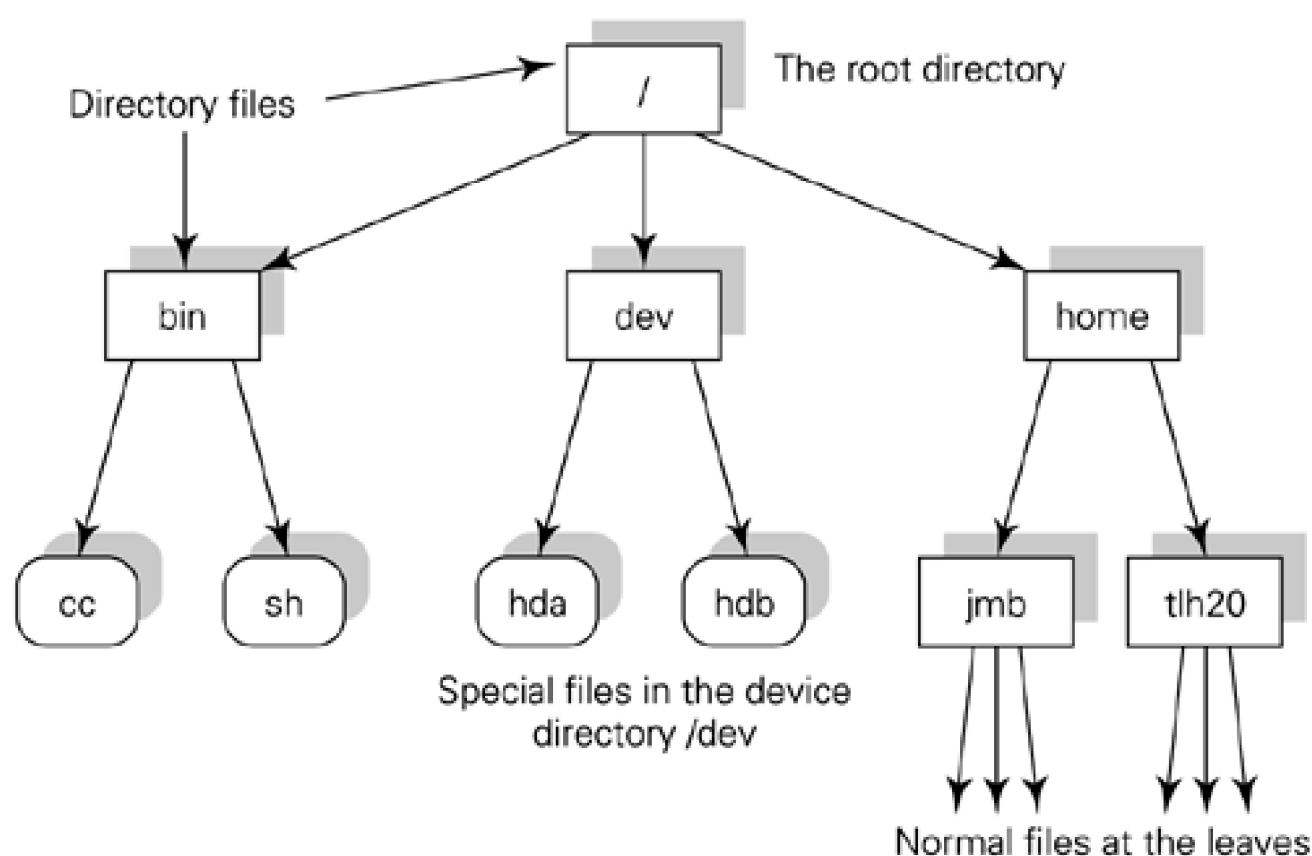 /
The root directory
Directory files
bin
dev
home
cc
sh
hda
hdb
jmb
tlh20
Special files in the device
directory /dev
Normal files at the leaves